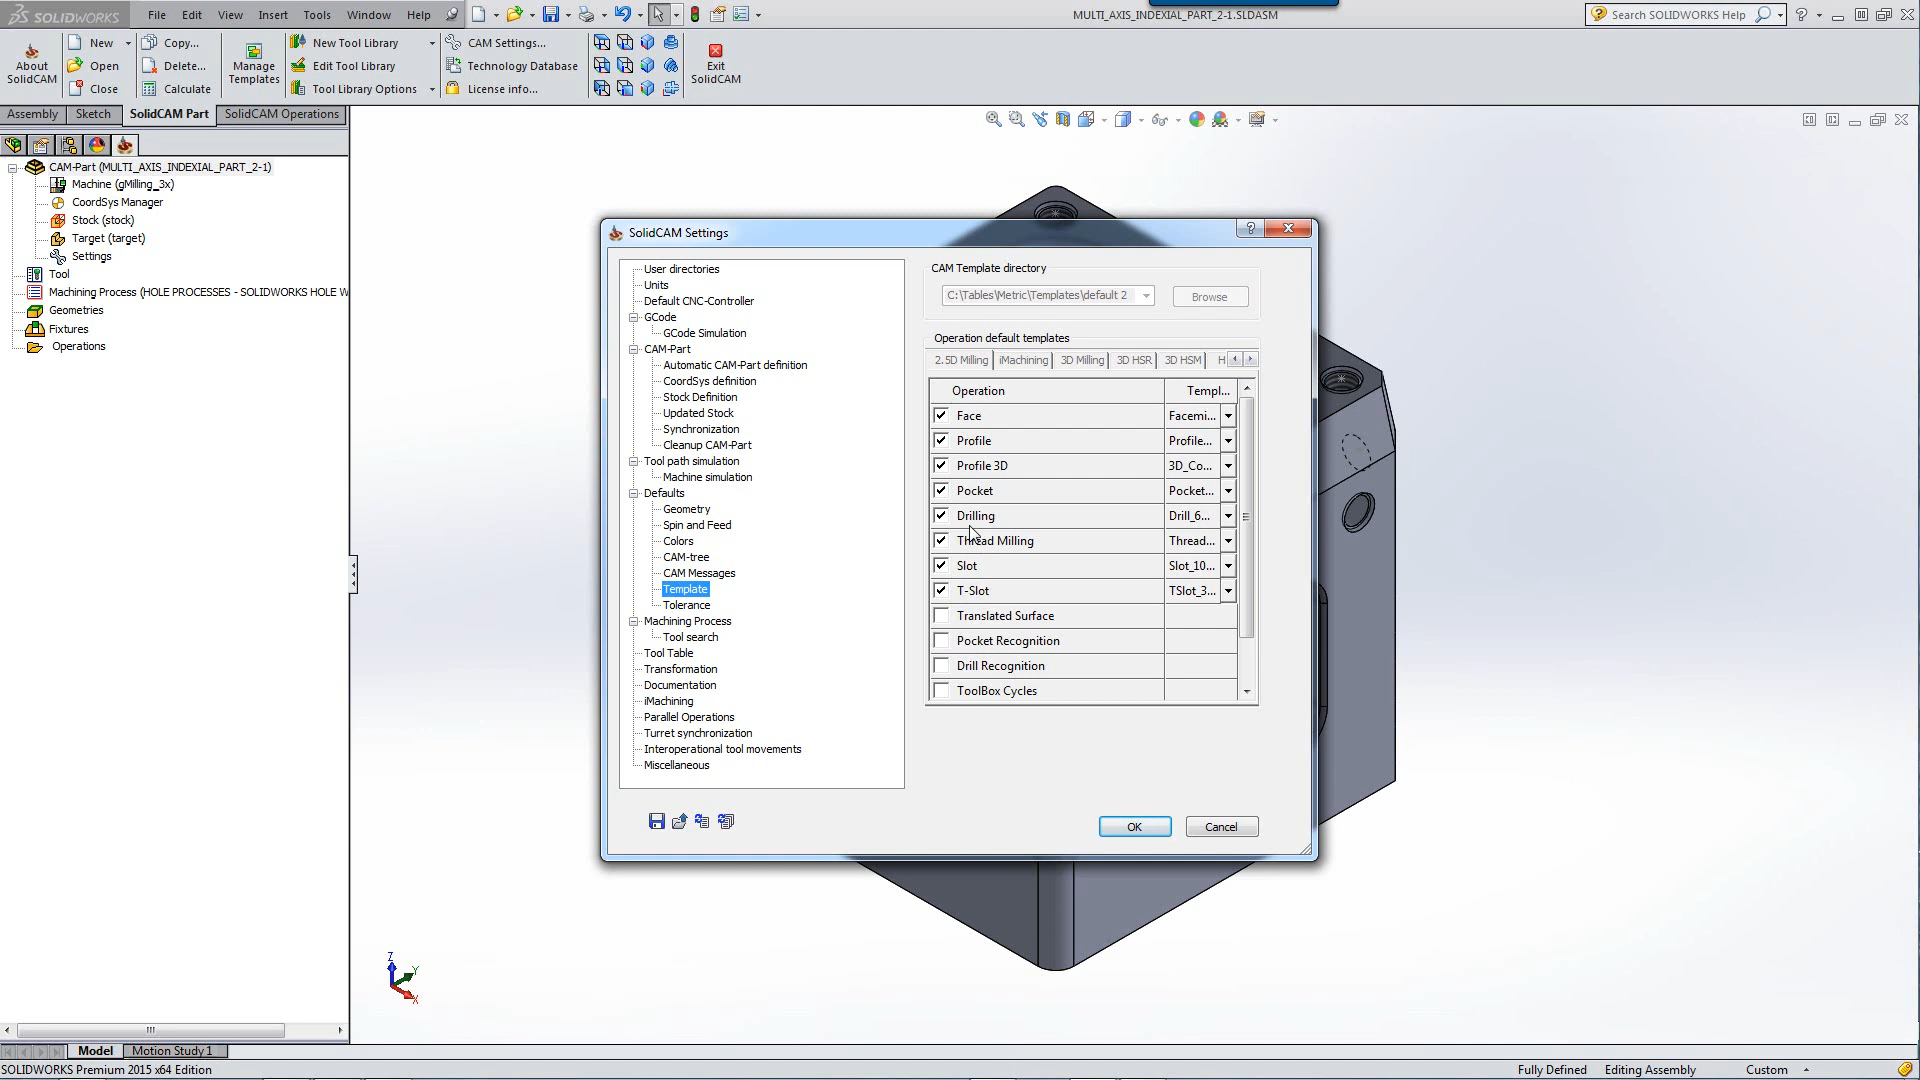 SOLIDWORKS File Edit View Insert Tools Window Help MULTI_AXIS_INDEXIAL_PART_2-1.SLDASM Search SOLIDWORKS Help
About SolidCAM
New
Open
Close
Copy...
Delete...
Calculate
Manage Templates
New Tool Library
Edit Tool Library
Tool Library Options
CAM Settings...
Technology Database
License info...
Exit SolidCAM
Assembly Sketch SolidCAM Part SolidCAM Operations
CAM-Part (MULTI_AXIS_INDEXIAL_PART_2-1)
Machine (gMilling_3x)
CoordSys Manager
Stock (stock)
Target (target)
Settings
Tool
Machining Process (HOLE PROCESSES - SOLIDWORKS HOLE W
Geometries
Fixtures
Operations
SolidCAM Settings
User directories
Units
Default CNC-Controller
GCode
GCode Simulation
CAM-Part
Automatic CAM-Part definition
CoordSys definition
Stock Definition
Updated Stock
Synchronization
Cleanup CAM-Part
Tool path simulation
Machine simulation
Defaults
Geometry
Spin and Feed
Colors
CAM-tree
CAM Messages
Template
Tolerance
Machining Process
Tool search
Tool Table
Transformation
Documentation
iMachining
Parallel Operations
Turret synchronization
Interoperational tool movements
Miscellaneous
CAM Template directory
C:\Tables\Metric\Templates\default 2 Browse
Operation default templates
2.5D Milling iMachining 3D Milling 3D HSR 3D HSM H
Operation Templ...
Face Facemi...
Profile Profile...
Profile 3D 3D_Co...
Pocket Pocket...
Drilling Drill_6...
Thread Milling Thread...
Slot Slot_10...
T-Slot TSlot_3...
Translated Surface
Pocket Recognition
Drill Recognition
ToolBox Cycles
OK Cancel
Z
Y
X
Model Motion Study 1
SOLIDWORKS Premium 2015 x64 Edition Fully Defined Editing Assembly Custom